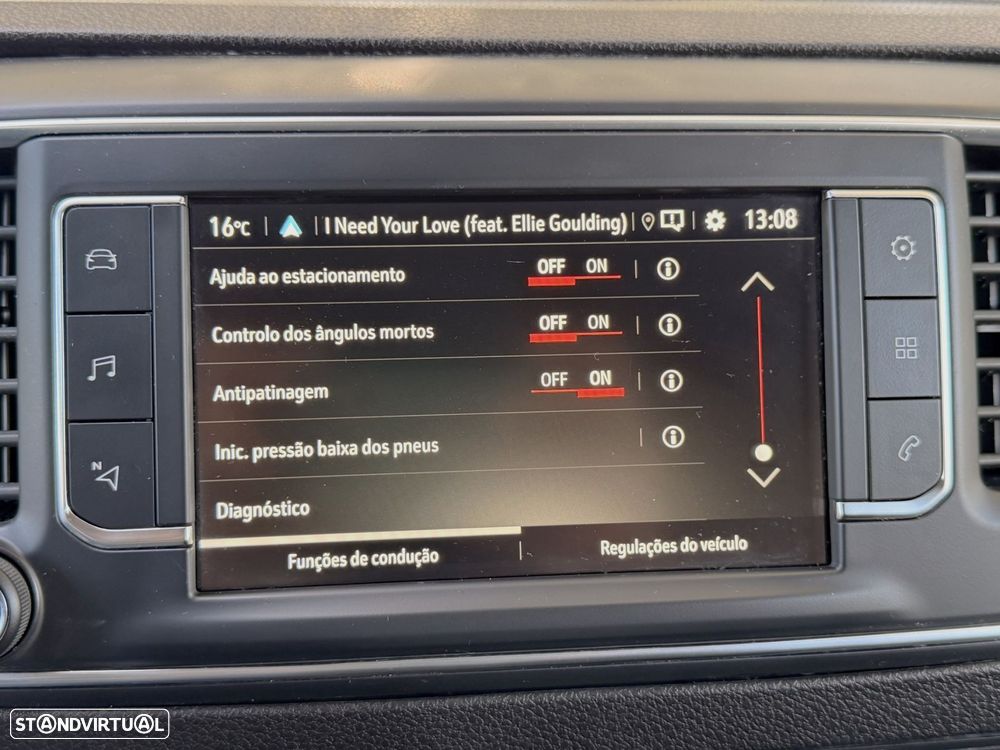 16°C | I Need Your Love (feat. Ellie Goulding) 13:08
Ajuda ao estacionamento OFF ON
Controlo dos ângulos mortos OFF ON
Antipatinagem OFF ON
Inic. pressão baixa dos pneus
Diagnóstico
Funções de condução | Regulações do veículo
N
STANDVIRTUAL